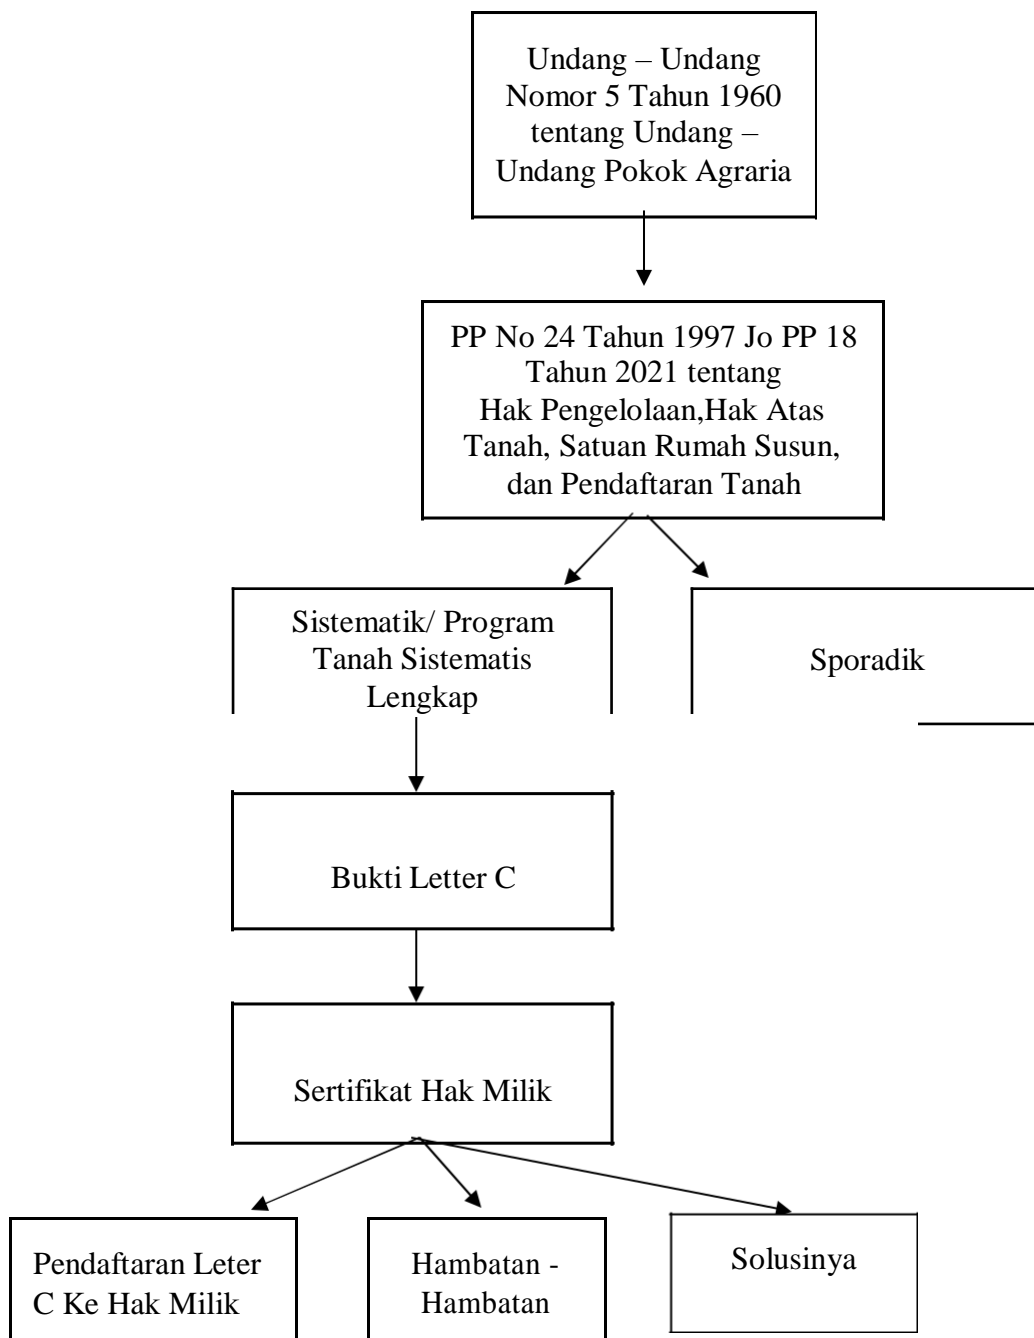 Undang – Undang
Nomor 5 Tahun 1960
tentang Undang –
Undang Pokok Agraria
PP No 24 Tahun 1997 Jo PP 18
Tahun 2021 tentang
Hak Pengelolaan,Hak Atas
Tanah, Satuan Rumah Susun,
dan Pendaftaran Tanah
Sistematik/ Program
Tanah Sistematis
Lengkap
Sporadik
Bukti Letter C
Sertifikat Hak Milik
Pendaftaran Leter
C Ke Hak Milik
Hambatan -
Hambatan
Solusinya